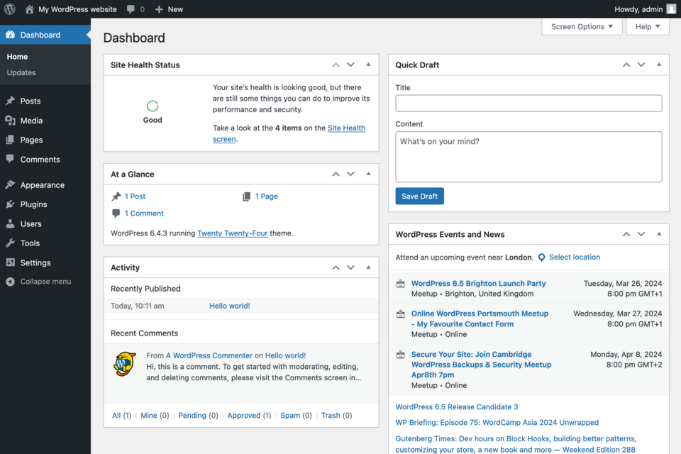 My WordPress website 0 New Howdy, admin
Dashboard
Home
Updates
Posts
Media
Pages
Comments
Appearance
Plugins
Users
Tools
Settings
Collapse menu
Screen Options Help
Dashboard
Site Health Status
Good
Your site's health is looking good, but there
are still some things you can do to improve its
performance and security.
Take a look at the 4 items on the Site Health
screen.
At a Glance
1 Post 1 Page
1 Comment
WordPress 6.4.3 running Twenty Twenty-Four theme.
Activity
Recently Published
Today, 10:11 am Hello world!
Recent Comments
From A WordPress Commenter on Hello world!
Hi, this is a comment. To get started with moderating, editing,
and deleting comments, please visit the Comments screen in...
All (1) | Mine (0) | Pending (0) | Approved (1) | Spam (0) | Trash (0)
Quick Draft
Title
Content
What's on your mind?
Save Draft
WordPress Events and News
Attend an upcoming event near London. Select location
WordPress 6.5 Brighton Launch Party Tuesday, Mar 26, 2024
Meetup • Brighton, United Kingdom 8:00 pm GMT+1
Online WordPress Portsmouth Meetup Wednesday, Mar 27, 2024
- My Favourite Contact Form 8:00 pm GMT+1
Meetup • Online
Secure Your Site: Join Cambridge Monday, Apr 8, 2024
WordPress Backups & Security Meetup 8:00 pm GMT+2
Apr8th 7pm
Meetup • Online
WordPress 6.5 Release Candidate 3
WP Briefing: Episode 75: WordCamp Asia 2024 Unwrapped
Gutenberg Times: Dev hours on Block Hooks, building better patterns,
customizing your store, a new book and more — Weekend Edition 288